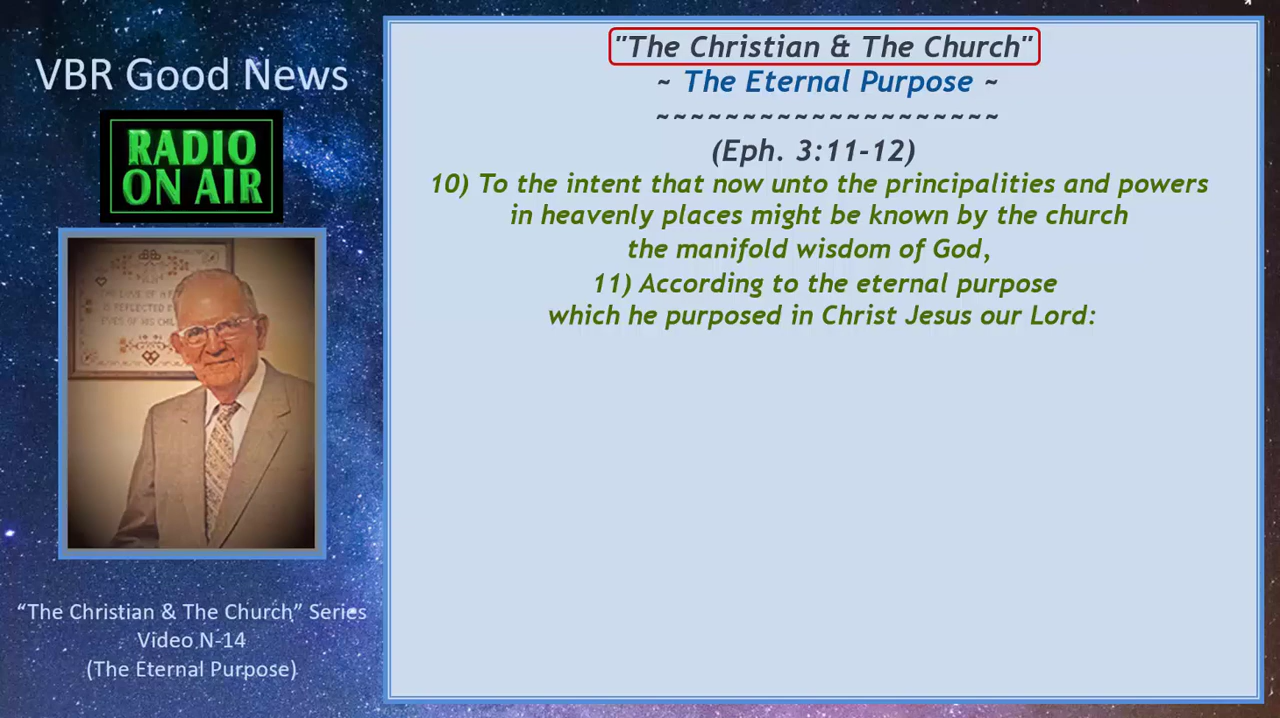 VBR Good News
RADIO
ON AIR
"The Christian & The Church"
~ The Eternal Purpose ~
~~~~~~~~~~~~~~~~~~~~
(Eph. 3:11-12)
10) To the intent that now unto the principalities and powers
in heavenly places might be known by the church
the manifold wisdom of God,
11) According to the eternal purpose
which he purposed in Christ Jesus our Lord:
“The Christian & The Church” Series
Video N-14
(The Eternal Purpose)